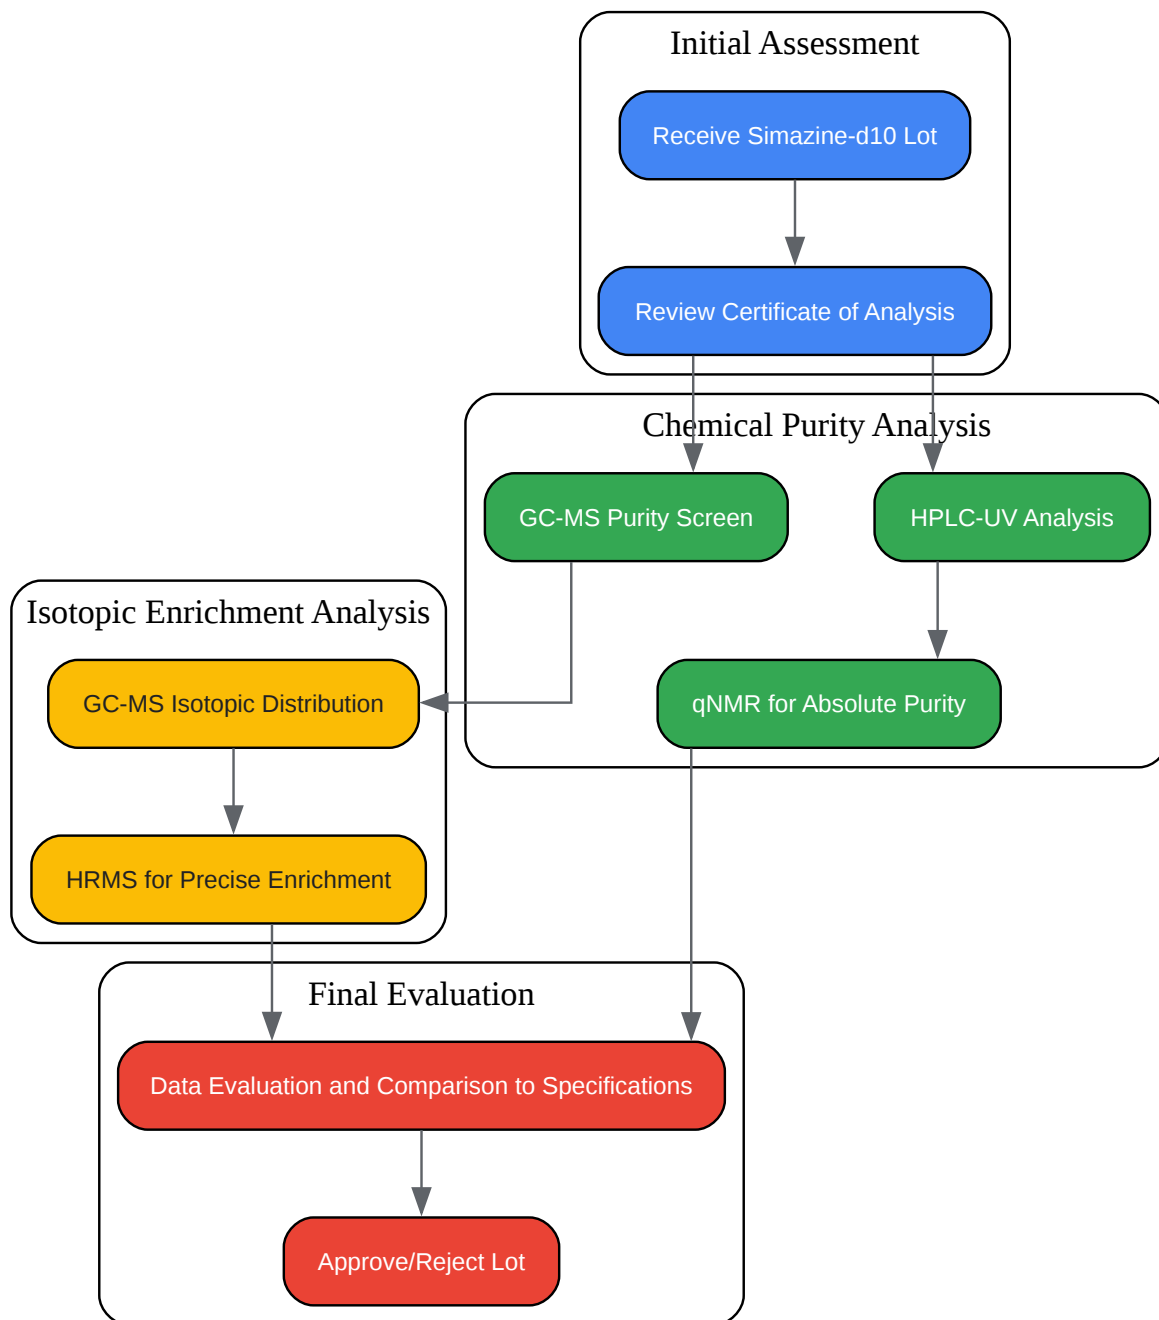 Initial Assessment
Receive Simazine-d10 Lot
Review Certificate of Analysis
Chemical Purity Analysis
GC-MS Purity Screen
HPLC-UV Analysis
Isotopic Enrichment Analysis
GC-MS Isotopic Distribution
qNMR for Absolute Purity
HRMS for Precise Enrichment
Final Evaluation
Data Evaluation and Comparison to Specifications
Approve/Reject Lot